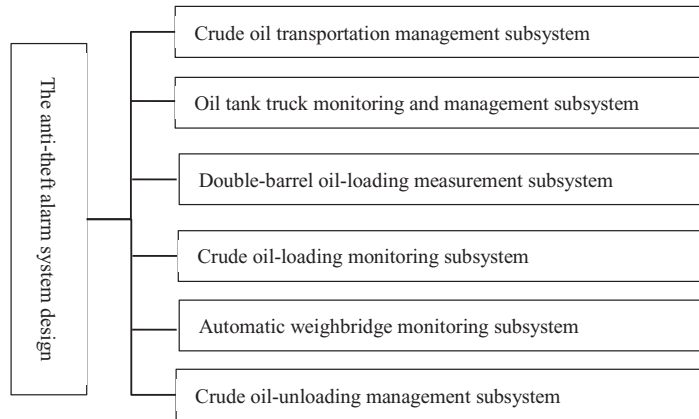 The anti-theft alarm system design
Crude oil transportation management subsystem
Oil tank truck monitoring and management subsystem
Double-barrel oil-loading measurement subsystem
Crude oil-loading monitoring subsystem
Automatic weighbridge monitoring subsystem
Crude oil-unloading management subsystem